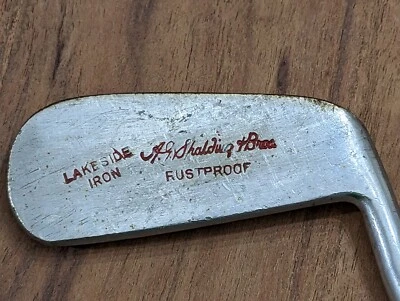 LAKESIDE
IRON
A.G. Spalding & Bros.
RUSTPROOF